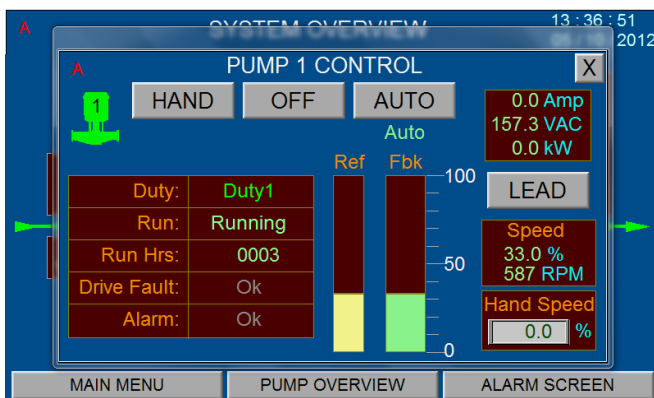 A
SYSTEM OVERVIEW
13 : 36 : 51
2012
A
PUMP 1 CONTROL
X
1
HAND
OFF
AUTO
Auto
0.0 Amp
157.3 VAC
0.0 kW
Ref
Fbk
100
50
0
LEAD
Duty: Duty1
Run: Running
Run Hrs: 0003
Drive Fault: Ok
Alarm: Ok
Speed
33.0 %
587 RPM
Hand Speed
0.0 %
MAIN MENU
PUMP OVERVIEW
ALARM SCREEN